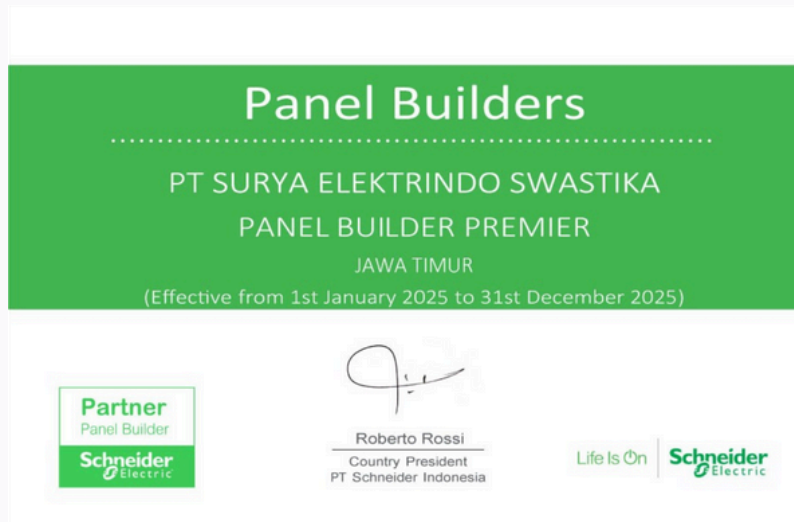 Panel Builders
PT SURYA ELEKTRINDO SWASTIKA
PANEL BUILDER PREMIER
JAWA TIMUR
(Effective from 1st January 2025 to 31st December 2025)
Partner
Panel Builder
Schneider
Electric
Roberto Rossi
Country President
PT Schneider Indonesia
Life Is On
Schneider
Electric